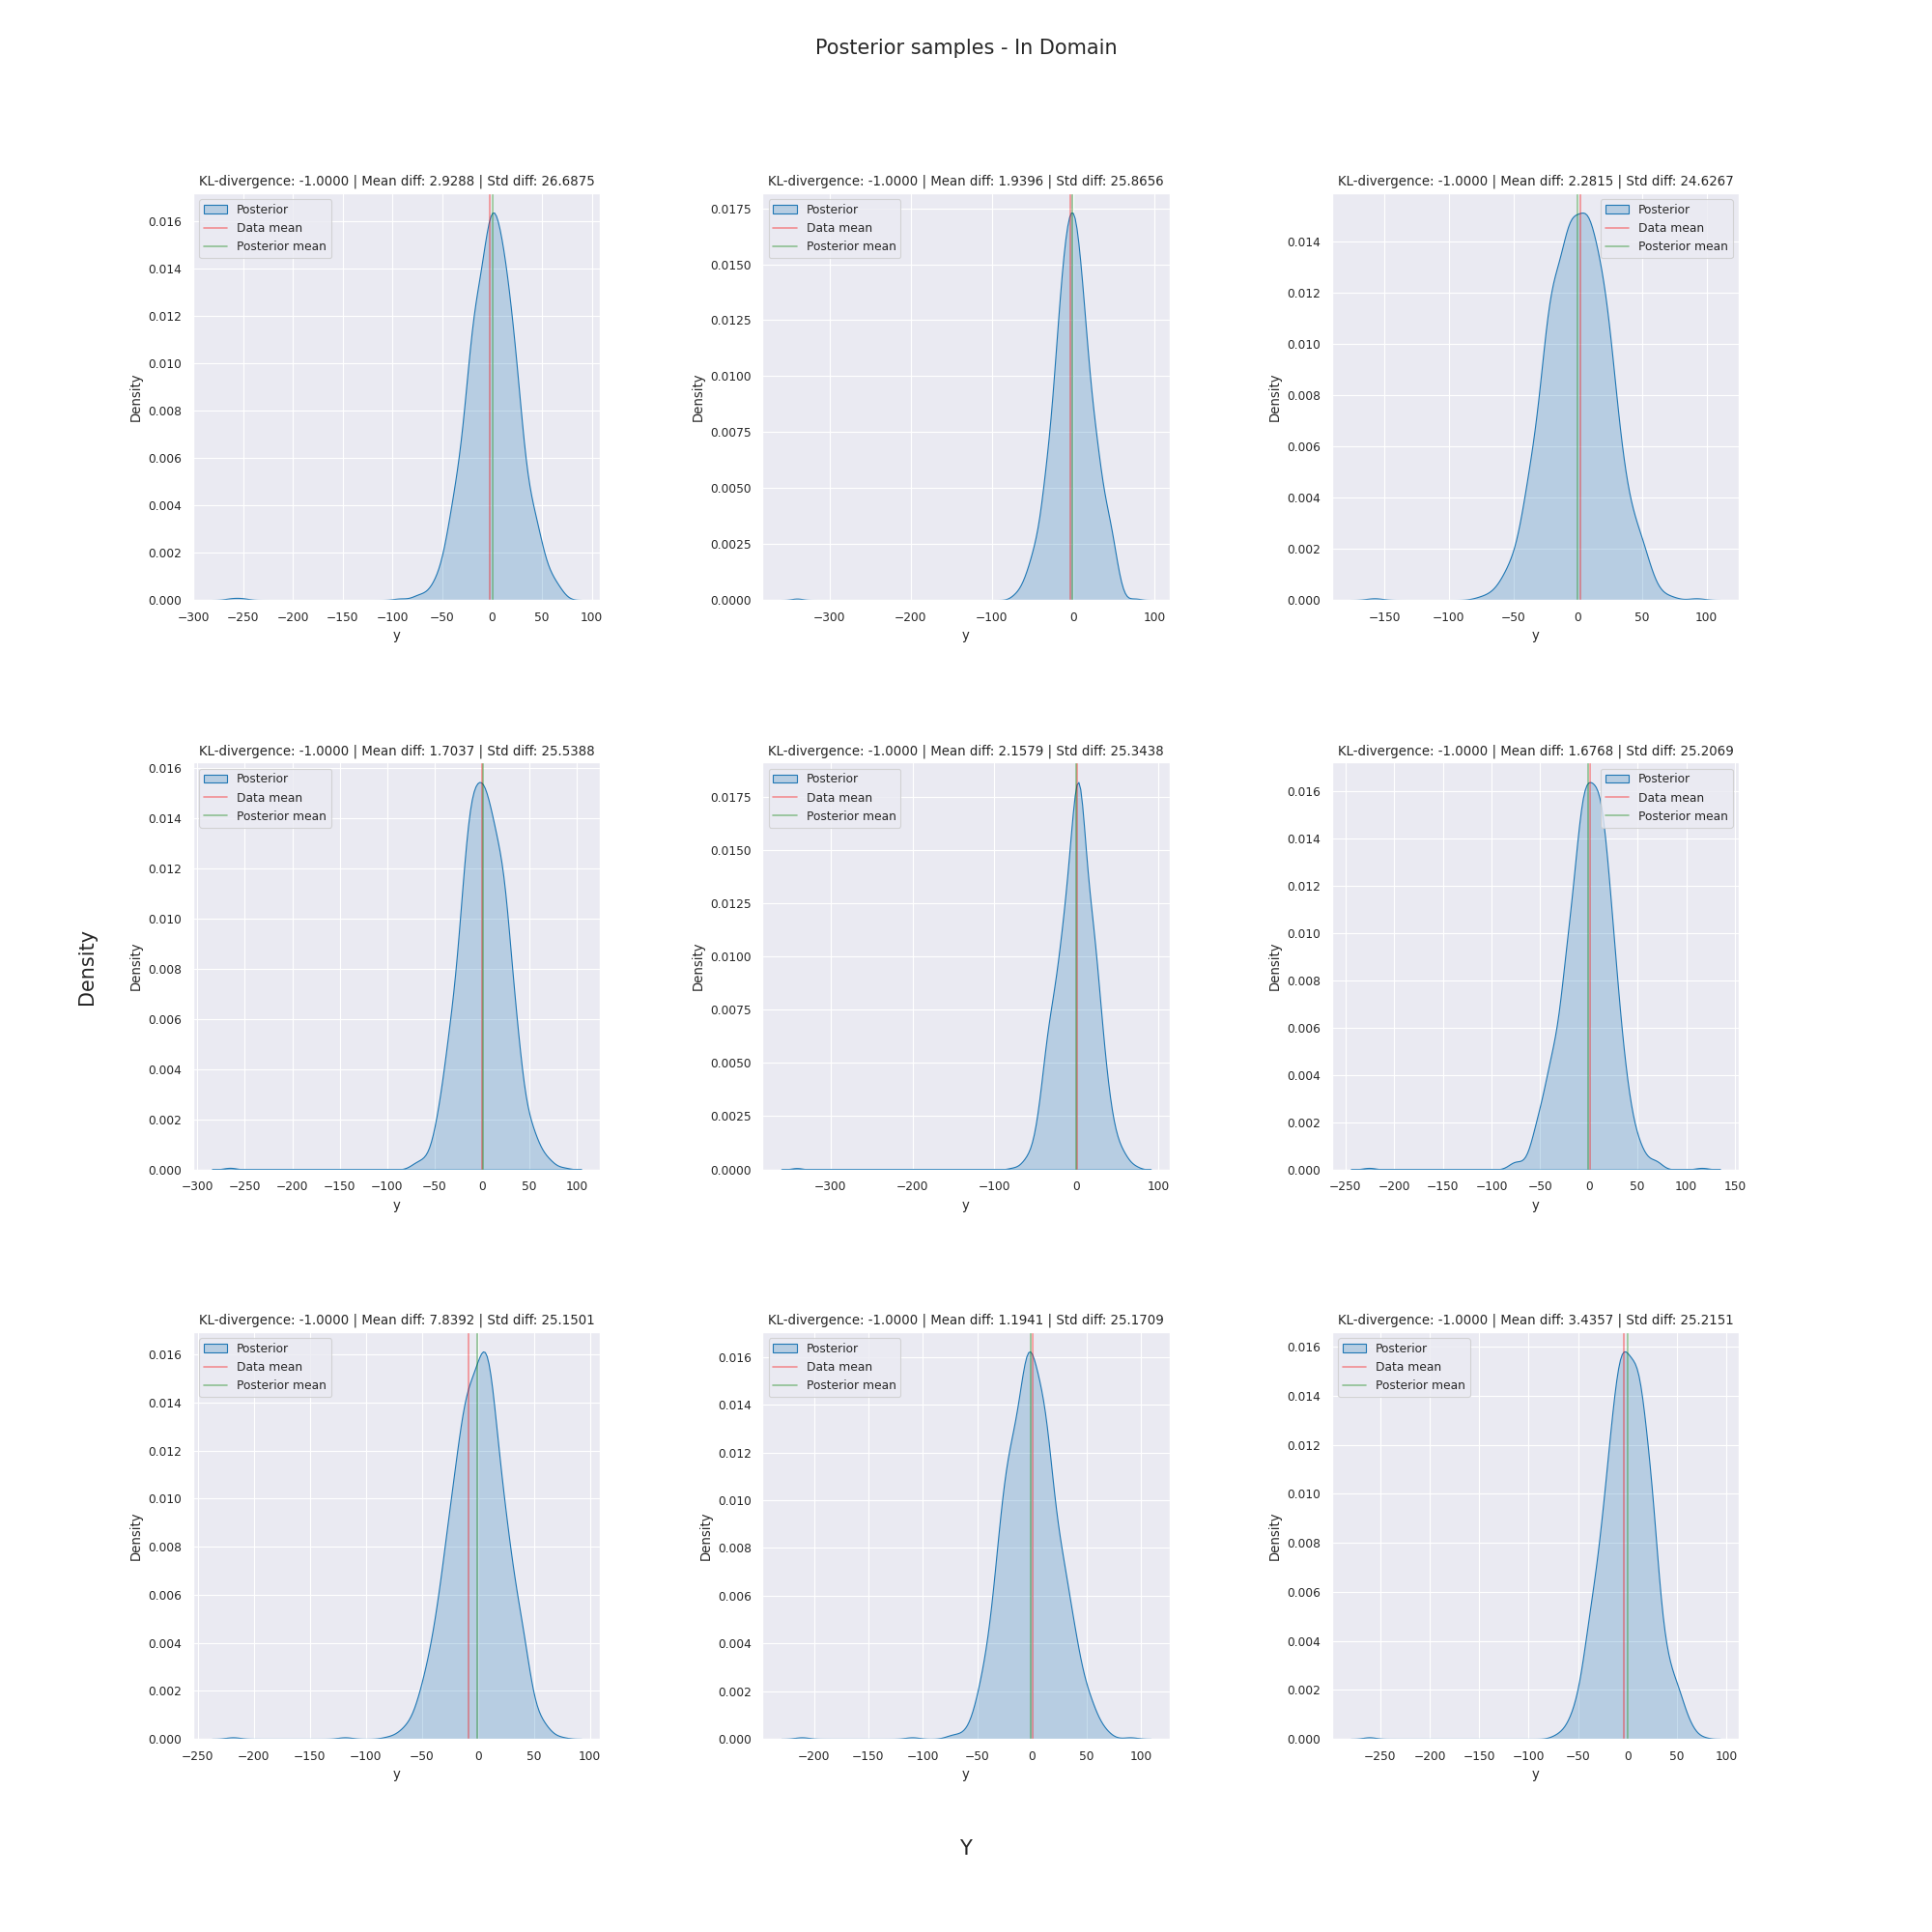 Posterior samples - In Domain
KL-divergence: -1.0000 | Mean diff: 2.9288 | Std diff: 26.6875
Posterior
Data mean
Posterior mean
0.016
0.014
0.012
0.010
0.008
0.006
0.004
0.002
0.000
Density
−300 −250 −200 −150 −100 −50 0 50 100
y
KL-divergence: -1.0000 | Mean diff: 1.9396 | Std diff: 25.8656
Posterior
Data mean
Posterior mean
0.0175
0.0150
0.0125
0.0100
0.0075
0.0050
0.0025
0.0000
Density
−300 −200 −100 0 100
y
KL-divergence: -1.0000 | Mean diff: 2.2815 | Std diff: 24.6267
Posterior
Data mean
Posterior mean
0.014
0.012
0.010
0.008
0.006
0.004
0.002
0.000
Density
−150 −100 −50 0 50 100
y
Density
KL-divergence: -1.0000 | Mean diff: 1.7037 | Std diff: 25.5388
Posterior
Data mean
Posterior mean
0.016
0.014
0.012
0.010
0.008
0.006
0.004
0.002
0.000
Density
−300 −250 −200 −150 −100 −50 0 50 100
y
KL-divergence: -1.0000 | Mean diff: 2.1579 | Std diff: 25.3438
Posterior
Data mean
Posterior mean
0.0175
0.0150
0.0125
0.0100
0.0075
0.0050
0.0025
0.0000
Density
−300 −200 −100 0 100
y
KL-divergence: -1.0000 | Mean diff: 1.6768 | Std diff: 25.2069
Posterior
Data mean
Posterior mean
0.016
0.014
0.012
0.010
0.008
0.006
0.004
0.002
0.000
Density
−250 −200 −150 −100 −50 0 50 100 150
y
KL-divergence: -1.0000 | Mean diff: 7.8392 | Std diff: 25.1501
Posterior
Data mean
Posterior mean
0.016
0.014
0.012
0.010
0.008
0.006
0.004
0.002
0.000
Density
−250 −200 −150 −100 −50 0 50 100
y
KL-divergence: -1.0000 | Mean diff: 1.1941 | Std diff: 25.1709
Posterior
Data mean
Posterior mean
0.016
0.014
0.012
0.010
0.008
0.006
0.004
0.002
0.000
Density
−200 −150 −100 −50 0 50 100
y
KL-divergence: -1.0000 | Mean diff: 3.4357 | Std diff: 25.2151
Posterior
Data mean
Posterior mean
0.016
0.014
0.012
0.010
0.008
0.006
0.004
0.002
0.000
Density
−250 −200 −150 −100 −50 0 50 100
y
Y